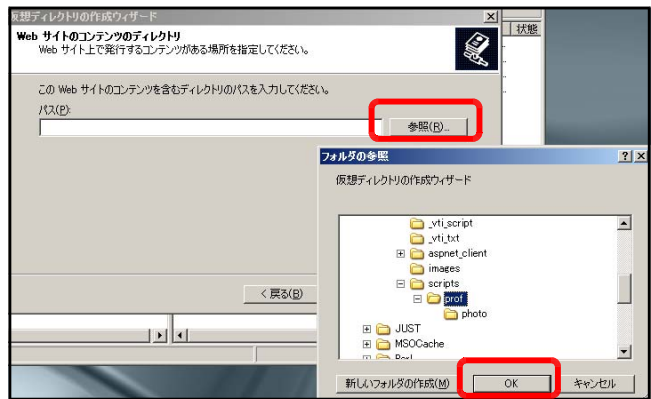 仮想ディレクトリの作成ウィザード
状態
Web サイトのコンテンツのディレクトリ
Web サイト上で発行するコンテンツがある場所を指定してください。
この Web サイトのコンテンツを含むディレクトリのパスを入力してください。
パス(P):
参照(R)...
フォルダの参照
仮想ディレクトリの作成ウィザード
_vti_script
_vti_txt
aspnet_client
images
scripts
prof
photo
JUST
MSOCache
Perl
< 戻る(B)
新しいフォルダの作成(M)
OK
キャンセル